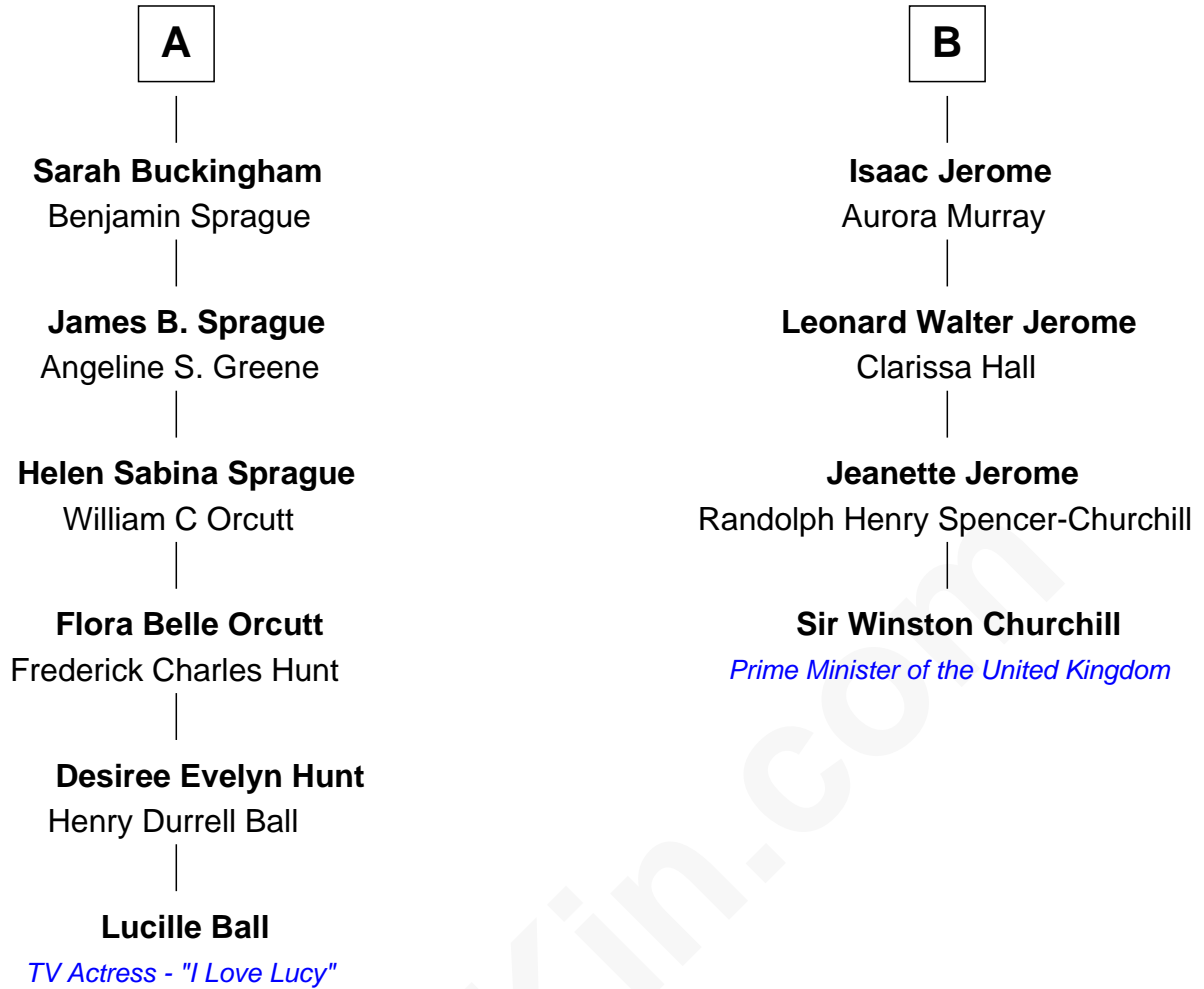 A
Sarah Buckingham
Benjamin Sprague
James B. Sprague
Angeline S. Greene
Helen Sabina Sprague
William C Orcutt
Flora Belle Orcutt
Frederick Charles Hunt
Desiree Evelyn Hunt
Henry Durrell Ball
Lucille Ball
TV Actress - "I Love Lucy"
B
Isaac Jerome
Aurora Murray
Leonard Walter Jerome
Clarissa Hall
Jeanette Jerome
Randolph Henry Spencer-Churchill
Sir Winston Churchill
Prime Minister of the United Kingdom
Kin.com